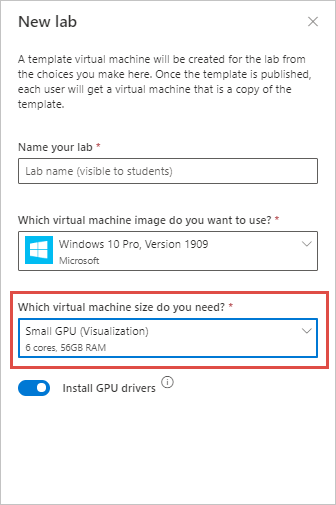 New lab
A template virtual machine will be created for the lab from
the choices you make here. Once the template is published,
each user will get a virtual machine that is a copy of the
template.
Name your lab *
Lab name (visible to students)
Which virtual machine image do you want to use? *
Windows 10 Pro, Version 1909
Microsoft
Which virtual machine size do you need? *
Small GPU (Visualization)
6 cores, 56GB RAM
Install GPU drivers